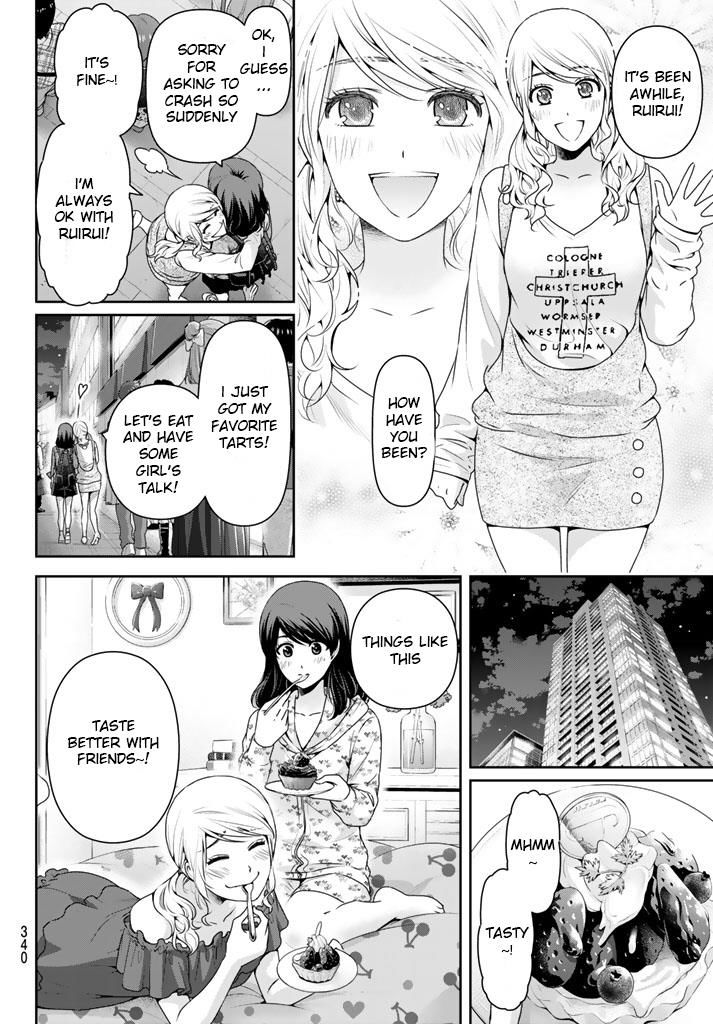 IT'S BEEN
AWHILE,
RUIRUI!
COLOGNE
TRIERER
CHRISTCHURCH
UPPSALA
WORMSEP
WESTMINSTER
DURHAM
HOW
HAVE
YOU
BEEN?
OK,
I
GUESS
...
SORRY
FOR
ASKING TO
CRASH SO
SUDDENLY
IT'S
FINE~!
I'M
ALWAYS
OK WITH
RUIRUI!
I JUST
GOT MY
FAVORITE
TARTS!
LET'S EAT
AND HAVE
SOME
GIRL'S
TALK!
MHMM
~
TASTY
~!
THINGS LIKE
THIS
TASTE
BETTER WITH
FRIENDS~!
340